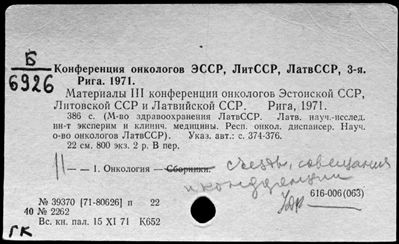 Б
6926
Конференция онкологов ЭССР, ЛитССР, ЛатвССР, 3-я.
Рига. 1971.
Материалы III конференции онкологов Эстонской ССР,
Литовской ССР и Латвийской ССР. Рига, 1971.
386 с. (М-во здравоохранения ЛатвССР. Латв. науч.-исслед.
ин-т эксперим и клинич. медицины. Респ. онкол. диспансер. Науч.
о-во онкологов ЛатвССР). Указ. авт.: с. 374-376.
22 см. 800 экз. 2 р. В пер.
11— — 1. Онкология — Сборники. съезды, совещания
и конференции
616-006(063)
№ 39370 [71-80626] п 22
40 № 2262
Вс. кн. пал. 15 XI 71 К652
ГК